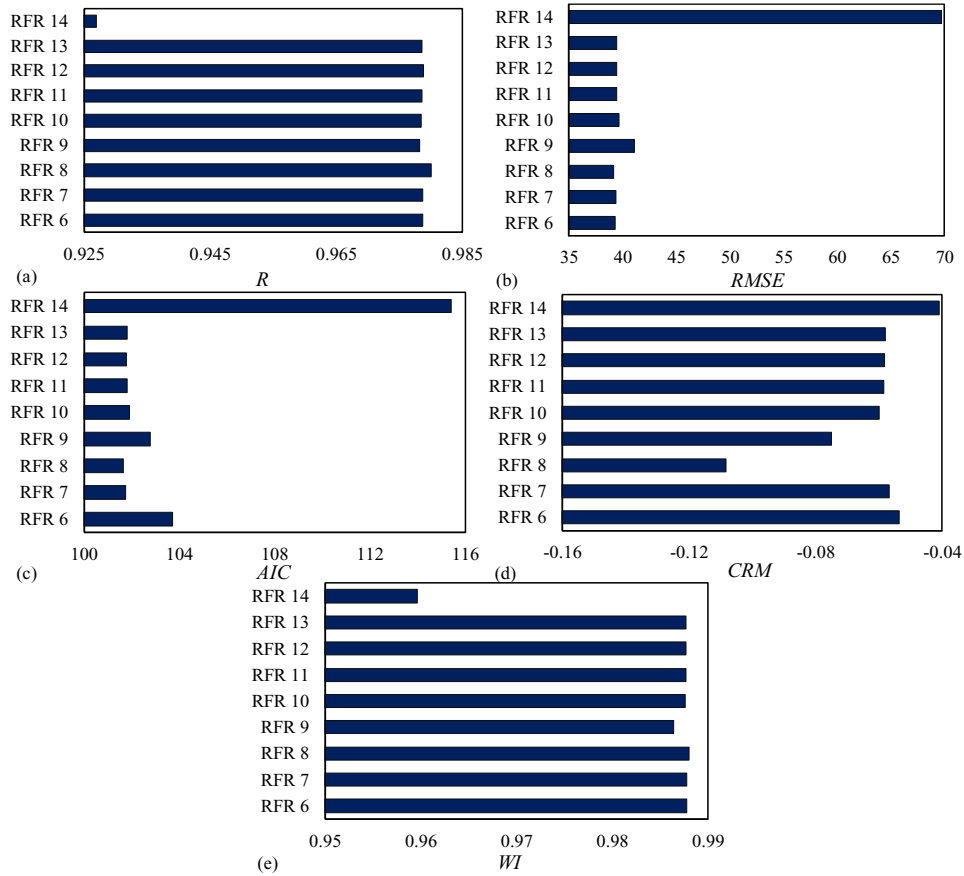 RFR 14
RFR 13
RFR 12
RFR 11
RFR 10
RFR 9
RFR 8
RFR 7
RFR 6
0.925 0.945 0.965 0.985
(a) R
RFR 14
RFR 13
RFR 12
RFR 11
RFR 10
RFR 9
RFR 8
RFR 7
RFR 6
35 40 45 50 55 60 65 70
(b) RMSE
RFR 14
RFR 13
RFR 12
RFR 11
RFR 10
RFR 9
RFR 8
RFR 7
RFR 6
100 104 108 112 116
(c) AIC
RFR 14
RFR 13
RFR 12
RFR 11
RFR 10
RFR 9
RFR 8
RFR 7
RFR 6
-0.16 -0.12 -0.08 -0.04
(d) CRM
RFR 14
RFR 13
RFR 12
RFR 11
RFR 10
RFR 9
RFR 8
RFR 7
RFR 6
0.95 0.96 0.97 0.98 0.99
(e) WI